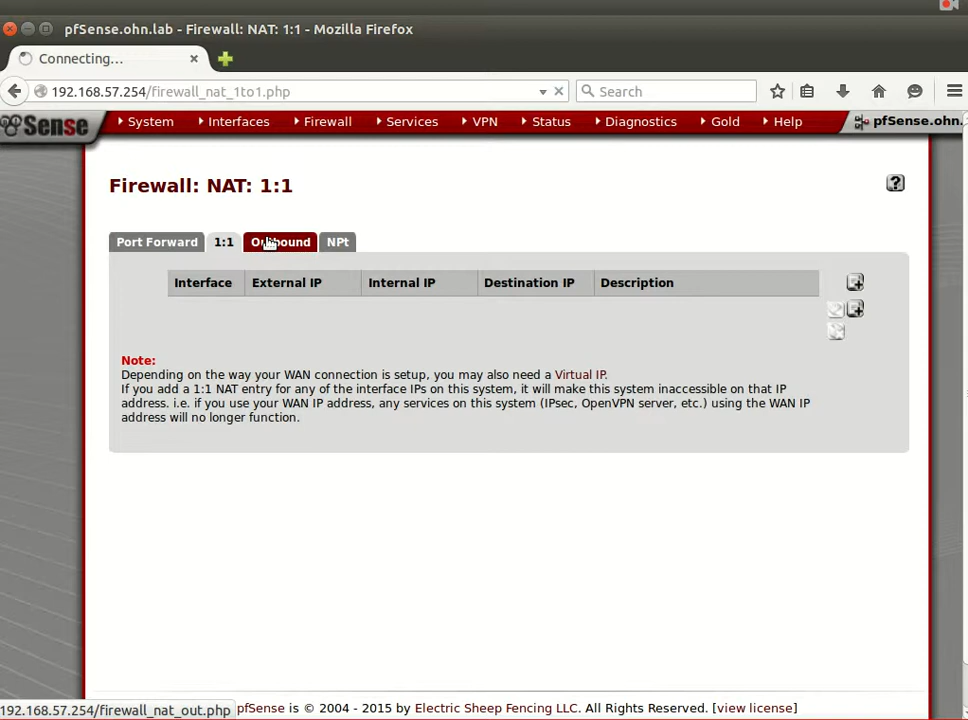 pfSense.ohn.lab - Firewall: NAT: 1:1 - Mozilla Firefox
Connecting...
192.168.57.254/firewall_nat_1to1.php
Search
Sense
System
Interfaces
Firewall
Services
VPN
Status
Diagnostics
Gold
Help
pfSense.ohn.
Firewall: NAT: 1:1
?
Port Forward
1:1
Outbound
NPt
Interface
External IP
Internal IP
Destination IP
Description
Note:
Depending on the way your WAN connection is setup, you may also need a Virtual IP.
If you add a 1:1 NAT entry for any of the interface IPs on this system, it will make this system inaccessible on that IP
address. i.e. if you use your WAN IP address, any services on this system (IPsec, OpenVPN server, etc.) using the WAN IP
address will no longer function.
192.168.57.254/firewall_nat_out.php
pfSense is © 2004 - 2015 by Electric Sheep Fencing LLC. All Rights Reserved. [view license]